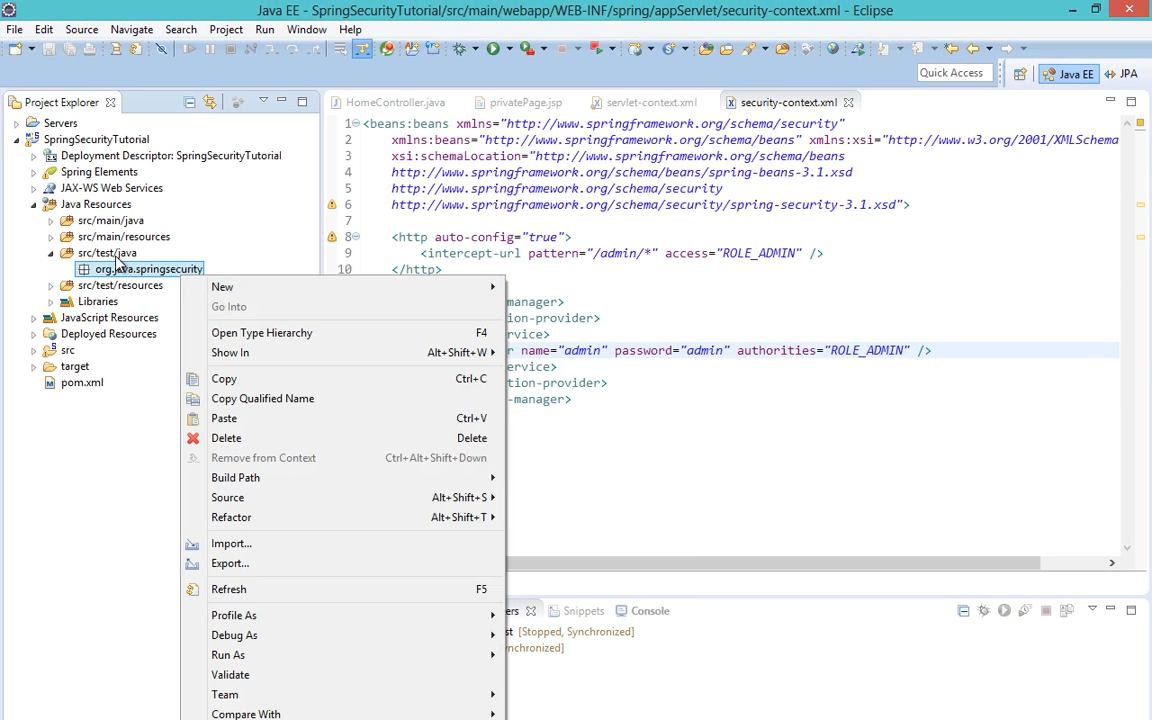 Java EE - SpringSecurityTutorial/src/main/webapp/WEB-INF/spring/appServlet/security-context.xml - Eclipse
File Edit Source Navigate Search Project Run Window Help
Quick Access
Java EE
JPA
Project Explorer
HomeController.java
privatePage.jsp
servlet-context.xml
security-context.xml
Servers
SpringSecurityTutorial
Deployment Descriptor: SpringSecurityTutorial
Spring Elements
JAX-WS Web Services
Java Resources
src/main/java
src/main/resources
src/test/java
org.java.springsecurity
src/test/resources
Libraries
JavaScript Resources
Deployed Resources
src
target
pom.xml
1 <beans:beans xmlns="http://www.springframework.org/schema/security"
2 xmlns:beans="http://www.springframework.org/schema/beans" xmlns:xsi="http://www.w3.org/2001/XMLSchema
3 xsi:schemaLocation="http://www.springframework.org/schema/beans
4 http://www.springframework.org/schema/beans/spring-beans-3.1.xsd
5 http://www.springframework.org/schema/security
6 http://www.springframework.org/schema/security/spring-security-3.1.xsd">
7
8 <http auto-config="true">
9 <intercept-url pattern="/admin/*" access="ROLE_ADMIN" />
10 </http>
manager>
ion-provider>
rvice>
r name="admin" password="admin" authorities="ROLE_ADMIN" />
ervice>
tion-provider>
-manager>
New
Go Into
Open Type Hierarchy F4
Show In Alt+Shift+W
Copy Ctrl+C
Copy Qualified Name
Paste Ctrl+V
Delete Delete
Remove from Context Ctrl+Alt+Shift+Down
Build Path
Source Alt+Shift+S
Refactor Alt+Shift+T
Import...
Export...
Refresh F5
Profile As
Debug As
Run As
Validate
Team
Compare With
ers
Snippets
Console
st [Stopped, Synchronized]
nchronized]